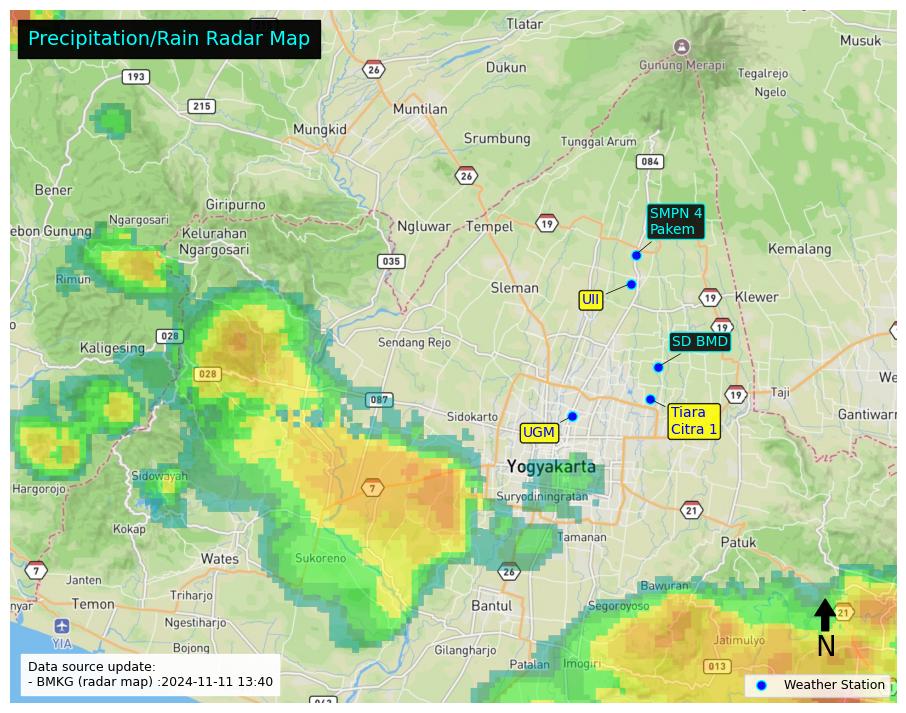 Precipitation/Rain Radar Map
Tlatar
Musuk
26
Gunung Merapi
193
Dukun
Tegalrejo
Ngelo
215
Muntilan
Mungkid
Srumbung
Tunggal Arum
084
26
Bener
Giripurno
SMPN 4
Pakem
Ngargosari
Ngluwar
Tempel
19
ebon Gunung
Kelurahan
Ngargosari
Kemalang
035
Rimun
Sleman
UII
19
Klewer
19
028
Kaligesing
Sendang Rejo
SD BMD
028
We
087
19
Taji
Sidokarto
Tiara
Citra 1
Gantiwarn
UGM
Yogyakarta
Sidowayah
Hargorojo
7
Suryodiningratan
21
Kokap
Tamanan
Patuk
Wates
Sukoreno
7
26
Janten
Bawuran
nyar
Temon
Triharjo
Bantul
Segoroyoso
21
Ngestiharjo
YIA
Jatimulyo
N
Bojong
Gilangharjo
Patalan
Imogiri
013
Data source update:
- BMKG (radar map) :2024-11-11 13:40
Weather Station